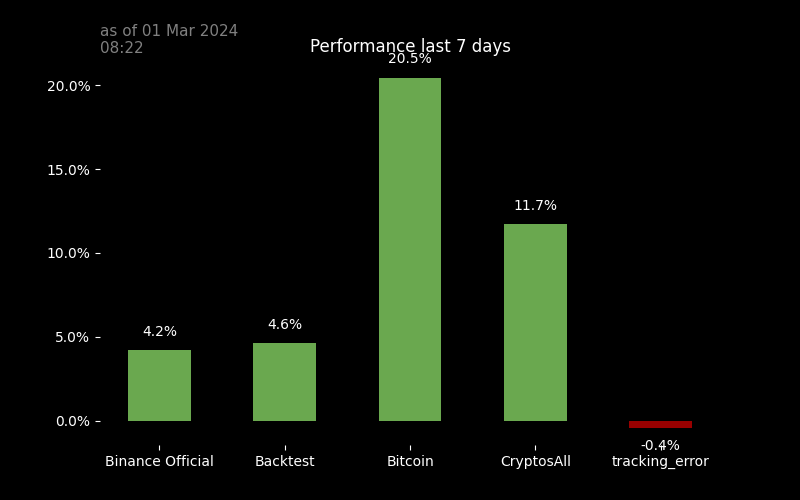 as of 01 Mar 2024
08:22
Performance last 7 days
20.5%
20.0%
15.0%
11.7%
10.0%
4.2%
4.6%
5.0%
0.0%
-0.4%
Binance Official
Backtest
Bitcoin
CryptosAll
tracking_error